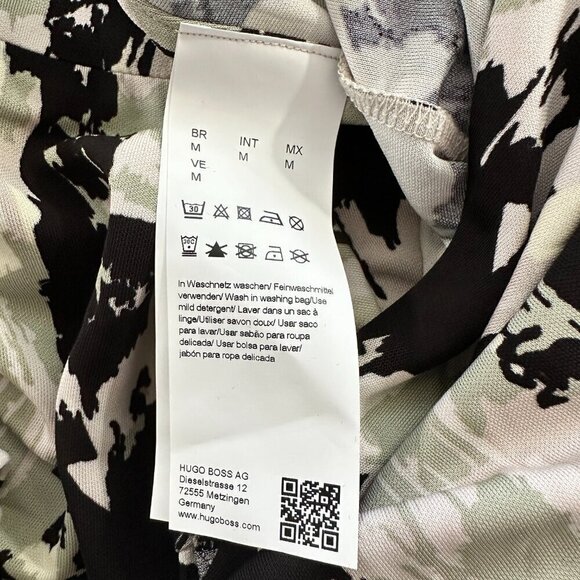 BR INT MX
M M M
VE
M
30
30C
In Waschnetz waschen/ Feinwaschmittel
verwenden/ Wash in washing bag/Use
mild detergent/ Laver dans un sac à
linge/Utiliser savon doux/ Usar saco
para lavar/Usar sabão para roupa
delicada/ Usar bolsa para lavar/
jabón para ropa delicada
HUGO BOSS AG
Dieselstrasse 12
72555 Metzingen
Germany
www.hugoboss.com